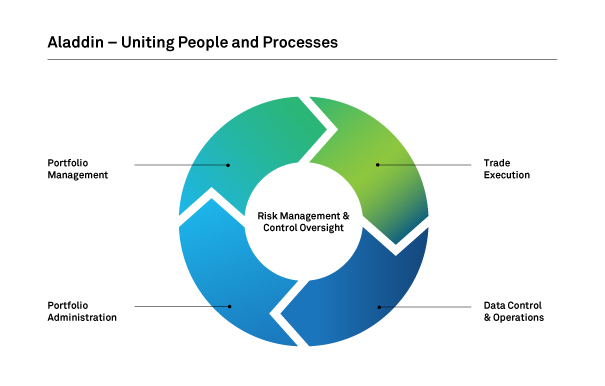 Aladdin – Uniting People and Processes
Portfolio
Management
Trade
Execution
Risk Management &
Control Oversight
Portfolio
Administration
Data Control
& Operations